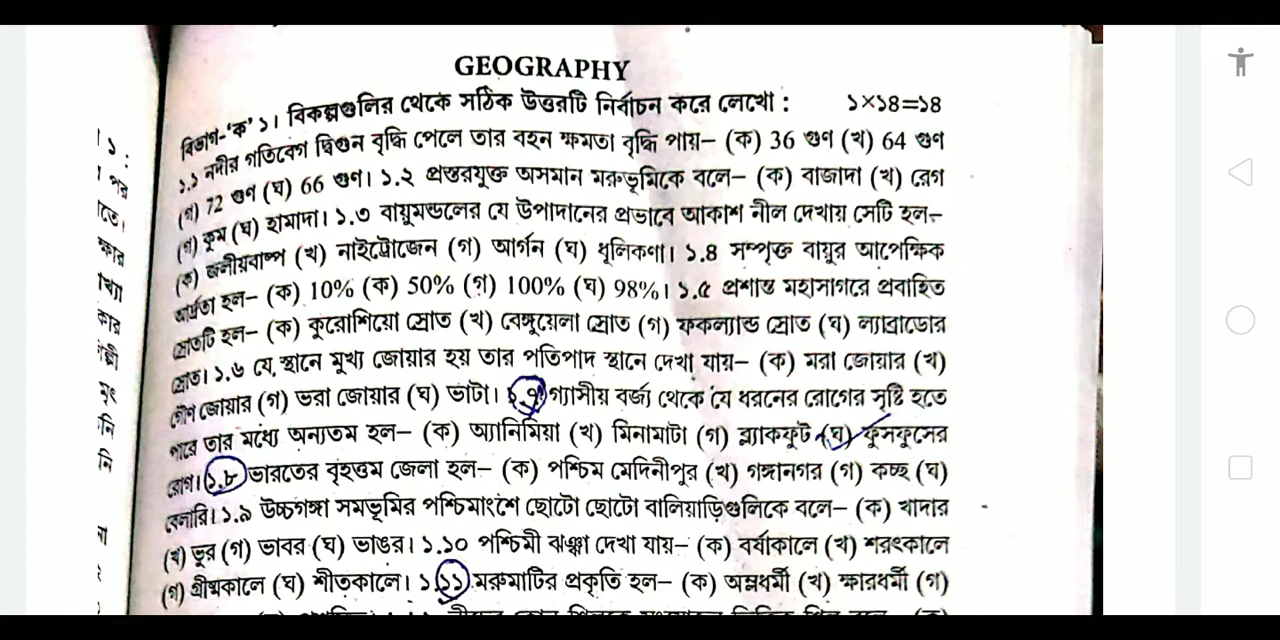 GEOGRAPHY
বিভাগ-‘ক’ ১। বিকল্পগুলির থেকে সঠিক উত্তরটি নির্বাচন করে লেখো : ১×১৪=১৪
১.১ নদীর গতিবেগ দ্বিগুন বৃদ্ধি পেলে তার বহন ক্ষমতা বৃদ্ধি পায়– (ক) 36 গুণ (খ) 64 গুণ
(গ) 72 গুণ (ঘ) 66 গুণ। ১.২ প্রস্তরযুক্ত অসমান মরুভূমিকে বলে– (ক) বাজাদা (খ) রেগ
(গ) কুম (ঘ) হামাদা। ১.৩ বায়ুমন্ডলের যে উপাদানের প্রভাবে আকাশ নীল দেখায় সেটি হল–
(ক) জলীয়বাষ্প (খ) নাইট্রোজেন (গ) আর্গন (ঘ) ধূলিকণা। ১.৪ সম্পৃক্ত বায়ুর আপেক্ষিক
আর্দ্রতা হল– (ক) 10% (ক) 50% (গ) 100% (ঘ) 98%। ১.৫ প্রশান্ত মহাসাগরে প্রবাহিত
স্রোতটি হল– (ক) কুরোশিয়ো স্রোত (খ) বেঙ্গুয়েলা স্রোত (গ) ফকল্যান্ড স্রোত (ঘ) ল্যাব্রাডোর
স্রোত। ১.৬ যে স্থানে মুখ্য জোয়ার হয় তার পতিপাদ স্থানে দেখা যায়– (ক) মরা জোয়ার (খ)
গৌণ জোয়ার (গ) ভরা জোয়ার (ঘ) ভাটা। ১.৭ গ্যাসীয় বর্জ্য থেকে যে ধরনের রোগের সৃষ্টি হতে
পারে তার মধ্যে অন্যতম হল– (ক) অ্যানিমিয়া (খ) মিনামাটা (গ) ব্ল্যাকফুট (ঘ) ফুসফুসের
রোগ। ১.৮ ভারতের বৃহত্তম জেলা হল– (ক) পশ্চিম মেদিনীপুর (খ) গঙ্গানগর (গ) কচ্ছ (ঘ)
বেলারি। ১.৯ উচ্চগঙ্গা সমভূমির পশ্চিমাংশে ছোটো ছোটো বালিয়াড়িগুলিকে বলে– (ক) খাদার
(খ) ভুর (গ) ভাবর (ঘ) ভাঙর। ১.১০ পশ্চিমী ঝঞ্ঝা দেখা যায়– (ক) বর্ষাকালে (খ) শরৎকালে
(গ) গ্রীষ্মকালে (ঘ) শীতকালে। ১.১১ মরুমাটির প্রকৃতি হল– (ক) অম্লধর্মী (খ) ক্ষারধর্মী (গ)